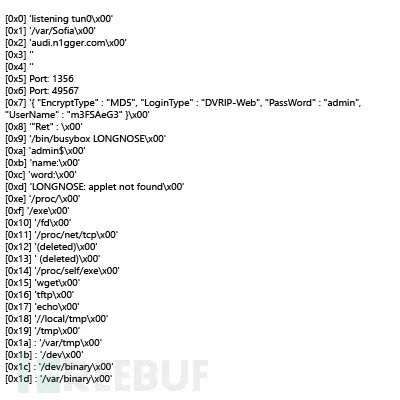 [0x0] 'listening tun0\x00'
[0x1] '/var/Sofia\x00'
[0x2] 'audi.n1gger.com\x00'
[0x3] ''
[0x4] ''
[0x5] Port: 1356
[0x6] Port: 49567
[0x7] '{ "EncryptType" : "MD5", "LoginType" : "DVRIP-Web", "PassWord" : "admin",
"UserName" : "m3FSAeG3" }\x00'
[0x8] '"Ret" : \x00'
[0x9] '/bin/busybox LONGNOSE\x00'
[0xa] 'admin$\x00'
[0xb] 'name:\x00'
[0xc] 'word:\x00'
[0xd] 'LONGNOSE: applet not found\x00'
[0xe] '/proc/\x00'
[0xf] '/exe\x00'
[0x10] '/fd\x00'
[0x11] '/proc/net/tcp\x00'
[0x12] '(deleted)\x00'
[0x13] ' (deleted)\x00'
[0x14] '/proc/self/exe\x00'
[0x15] 'wget\x00'
[0x16] 'tftp\x00'
[0x17] 'echo\x00'
[0x18] '//local/tmp\x00'
[0x19] '/tmp\x00'
[0x1a] : '/var/tmp\x00'
[0x1b] : '/dev\x00'
[0x1c] : '/dev/binary\x00'
[0x1d] : '/var/binary\x00'
REEBUF